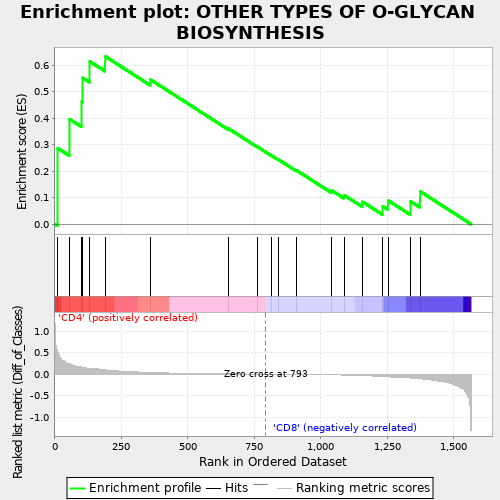 Enrichment plot: OTHER TYPES OF O-GLYCAN
BIOSYNTHESIS
Enrichment score (ES)
0.6
0.5
0.4
0.3
0.2
0.1
0.0
'CD4' (positively correlated)
Ranked list metric (Diff_of_Classes)
1.0
0.5
0.0
-0.5
-1.0
Zero cross at 793
'CD8' (negatively correlated)
0 250 500 750 1,000 1,250 1,500
Rank in Ordered Dataset
Enrichment profile Hits Ranking metric scores